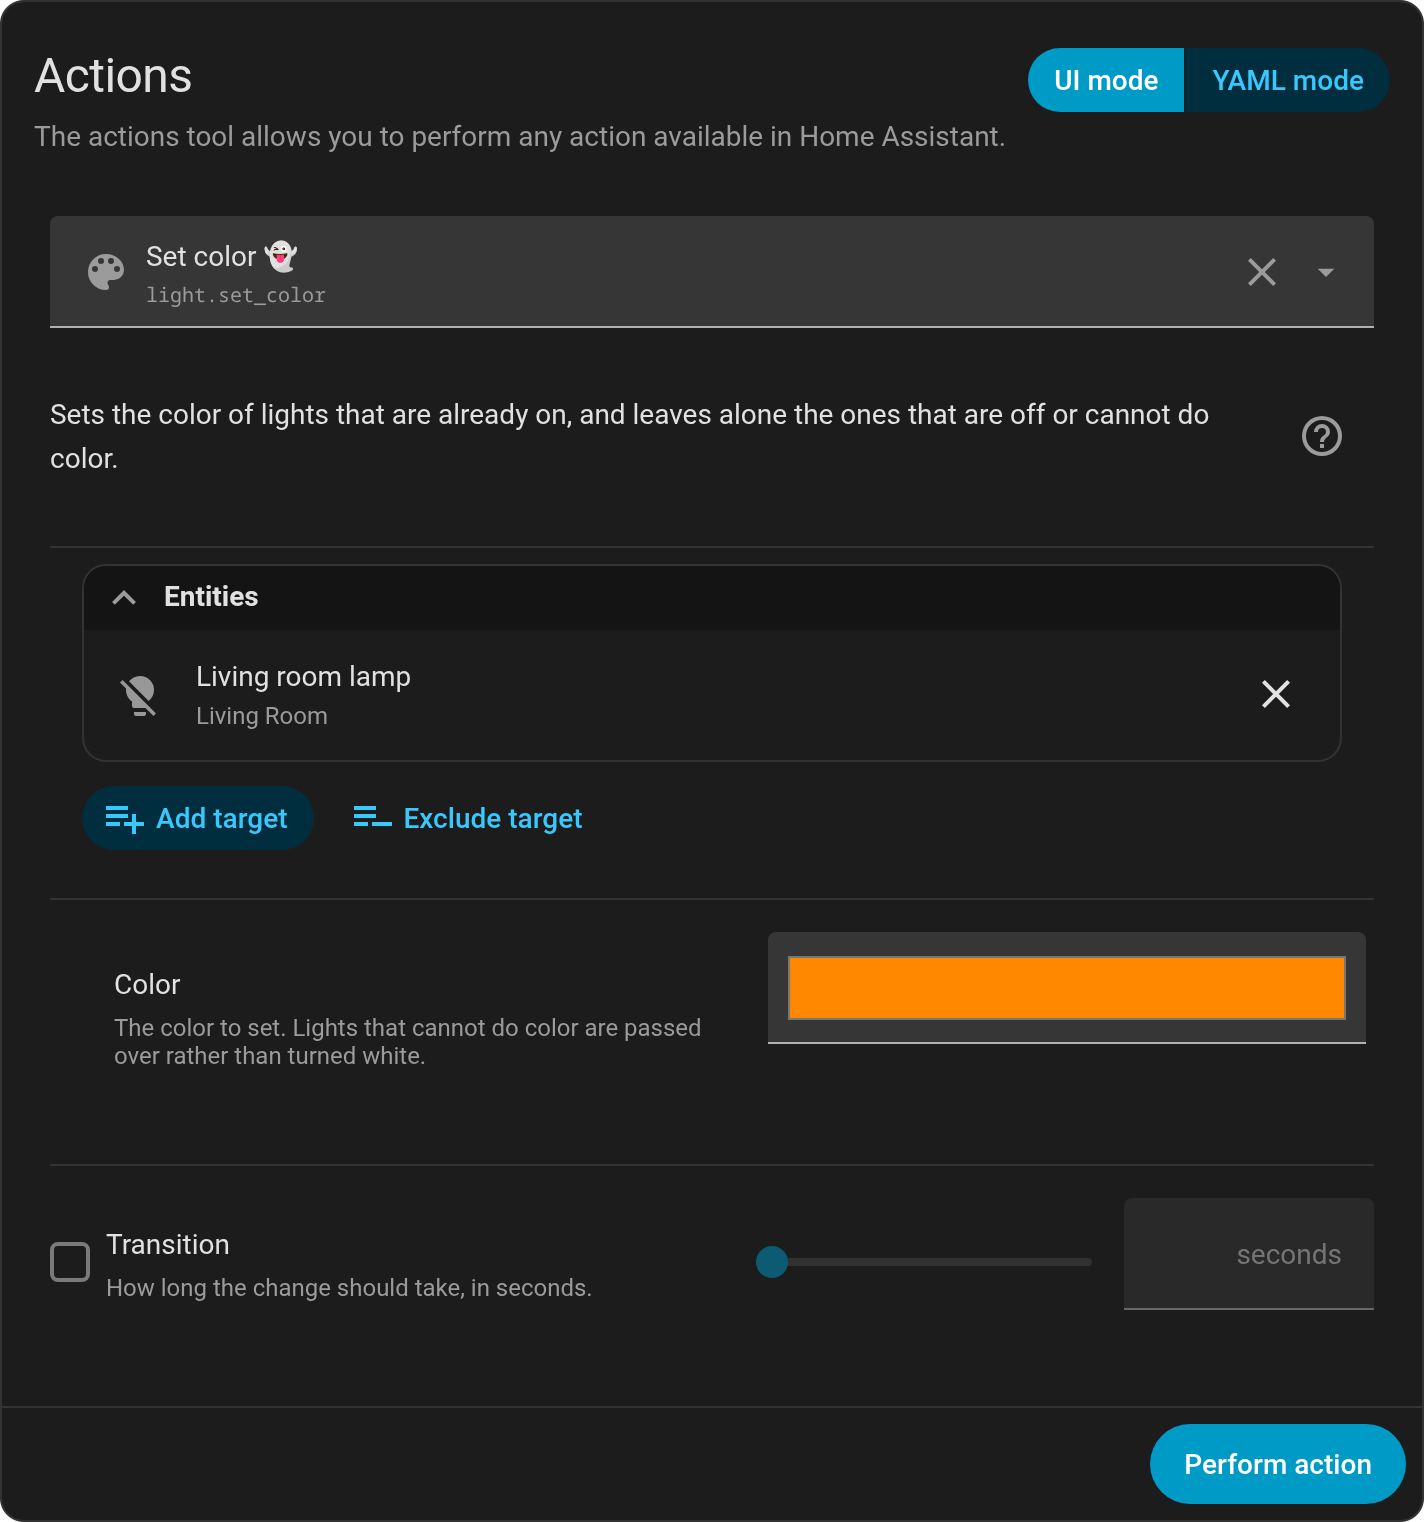 Actions
UI mode
YAML mode
The actions tool allows you to perform any action available in Home Assistant.
Set color 👻
light.set_color
Sets the color of lights that are already on, and leaves alone the ones that are off or cannot do
color.
Entities
Living room lamp
Living Room
Add target
Exclude target
Color
The color to set. Lights that cannot do color are passed
over rather than turned white.
Transition
How long the change should take, in seconds.
seconds
Perform action